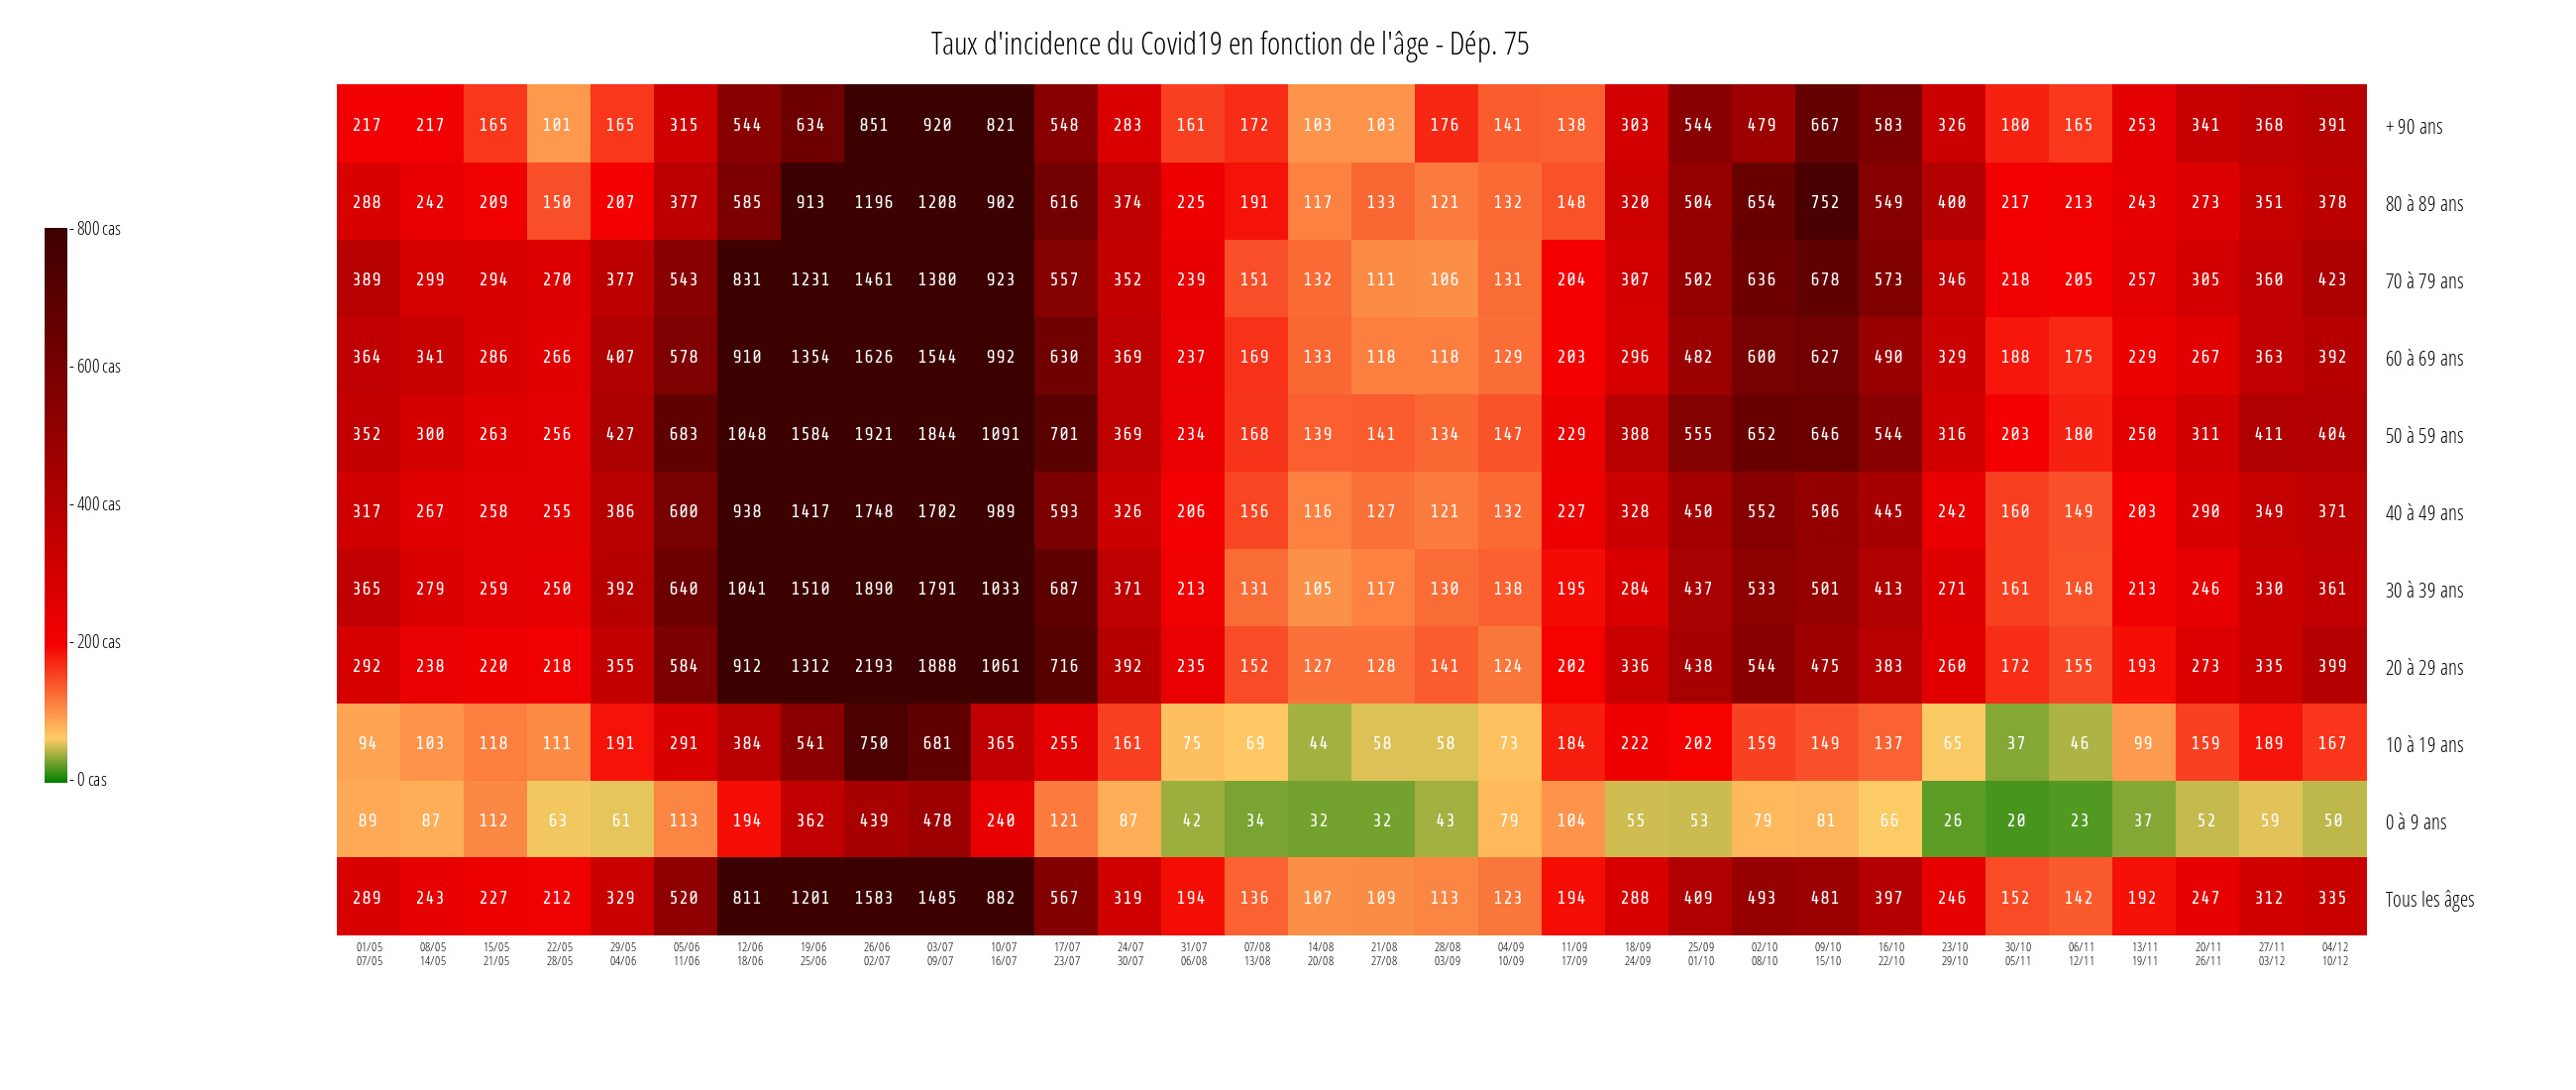 Taux d'incidence du Covid19 en fonction de l'âge - Dép. 75
217 217 165 101 165 315 544 634 851 920 821 548 283 161 172 103 103 176 141 138 303 544 479 667 583 326 180 165 253 341 368 391 + 90 ans
288 242 209 150 207 377 585 913 1196 1208 902 616 374 225 191 117 133 121 132 148 320 504 654 752 549 400 217 213 243 273 351 378 80 à 89 ans
- 800 cas
389 299 294 270 377 543 831 1231 1461 1380 923 557 352 239 151 132 111 106 131 204 307 502 636 678 573 346 218 205 257 305 360 423 70 à 79 ans
364 341 286 266 407 578 910 1354 1626 1544 992 630 369 237 169 133 118 118 129 203 296 482 600 627 490 329 188 175 229 267 363 392 60 à 69 ans
- 600 cas
352 300 263 256 427 683 1048 1584 1921 1844 1091 701 369 234 168 139 141 134 147 229 388 555 652 646 544 316 203 180 250 311 411 404 50 à 59 ans
- 400 cas
317 267 258 255 386 600 938 1417 1748 1702 989 593 326 206 156 116 127 121 132 227 328 450 552 506 445 242 160 149 203 290 349 371 40 à 49 ans
365 279 259 250 392 640 1041 1510 1890 1791 1033 687 371 213 131 105 117 130 138 195 284 437 533 501 413 271 161 148 213 246 330 361 30 à 39 ans
- 200 cas
292 238 220 218 355 584 912 1312 2193 1888 1061 716 392 235 152 127 128 141 124 202 336 438 544 475 383 260 172 155 193 273 335 399 20 à 29 ans
94 103 118 111 191 291 384 541 750 681 365 255 161 75 69 44 58 58 73 184 222 202 159 149 137 65 37 46 99 159 189 167 10 à 19 ans
- 0 cas
89 87 112 63 61 113 194 362 439 478 240 121 87 42 34 32 32 43 79 104 55 53 79 81 66 26 20 23 37 52 59 50 0 à 9 ans
289 243 227 212 329 520 811 1201 1583 1485 882 567 319 194 136 107 109 113 123 194 288 409 493 481 397 246 152 142 192 247 312 335 Tous les âges
01/05 08/05 15/05 22/05 29/05 05/06 12/06 19/06 26/06 03/07 10/07 17/07 24/07 31/07 07/08 14/08 21/08 28/08 04/09 11/09 18/09 25/09 02/10 09/10 16/10 23/10 30/10 06/11 13/11 20/11 27/11 04/12
07/05 14/05 21/05 28/05 04/06 11/06 18/06 25/06 02/07 09/07 16/07 23/07 30/07 06/08 13/08 20/08 27/08 03/09 10/09 17/09 24/09 01/10 08/10 15/10 22/10 29/10 05/11 12/11 19/11 26/11 03/12 10/12